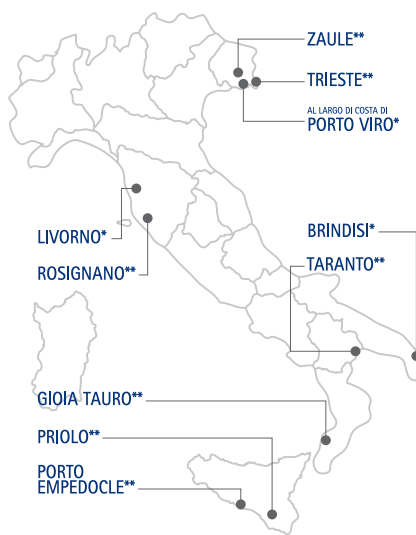 ZAULE**
TRIESTE**
AL LARGO DI COSTA DI
PORTO VIRO*
LIVORNO*
ROSIGNANO**
BRINDISI*
TARANTO**
GIOIA TAURO**
PRIOLO**
PORTO
EMPEDOCLE**